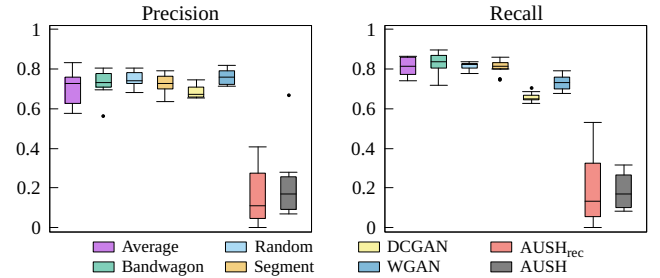 Precision
Recall
1
0.8
0.6
0.4
0.2
0
1
0.8
0.6
0.4
0.2
0
Average
Random
DCGAN
AUSHrec
Bandwagon
Segment
WGAN
AUSH